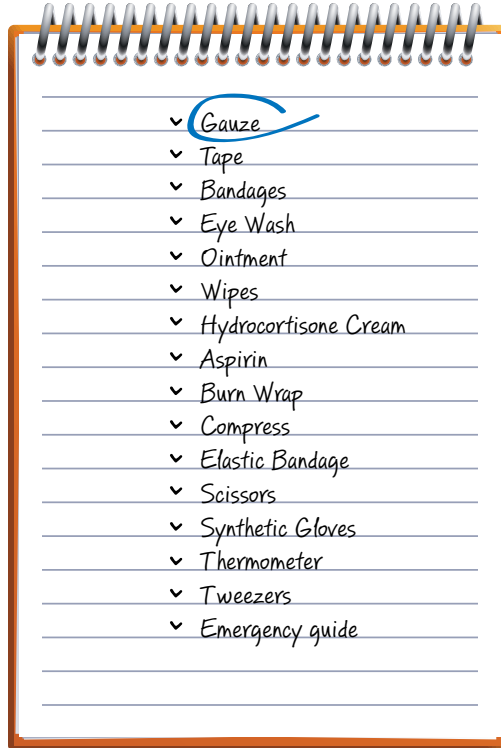 Gauze
Tape
Bandages
Eye Wash
Ointment
Wipes
Hydrocortisone Cream
Aspirin
Burn Wrap
Compress
Elastic Bandage
Scissors
Synthetic Gloves
Thermometer
Tweezers
Emergency guide